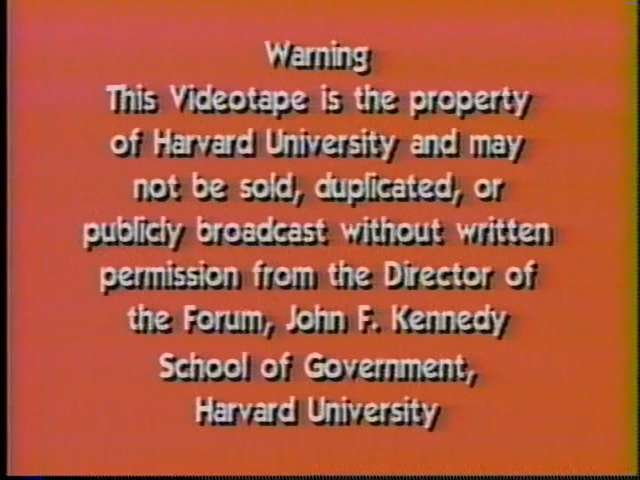 Warning
This Videotape is the property
of Harvard University and may
not be sold, duplicated, or
publicly broadcast without written
permission from the Director of
the Forum, John F. Kennedy
School of Government,
Harvard University